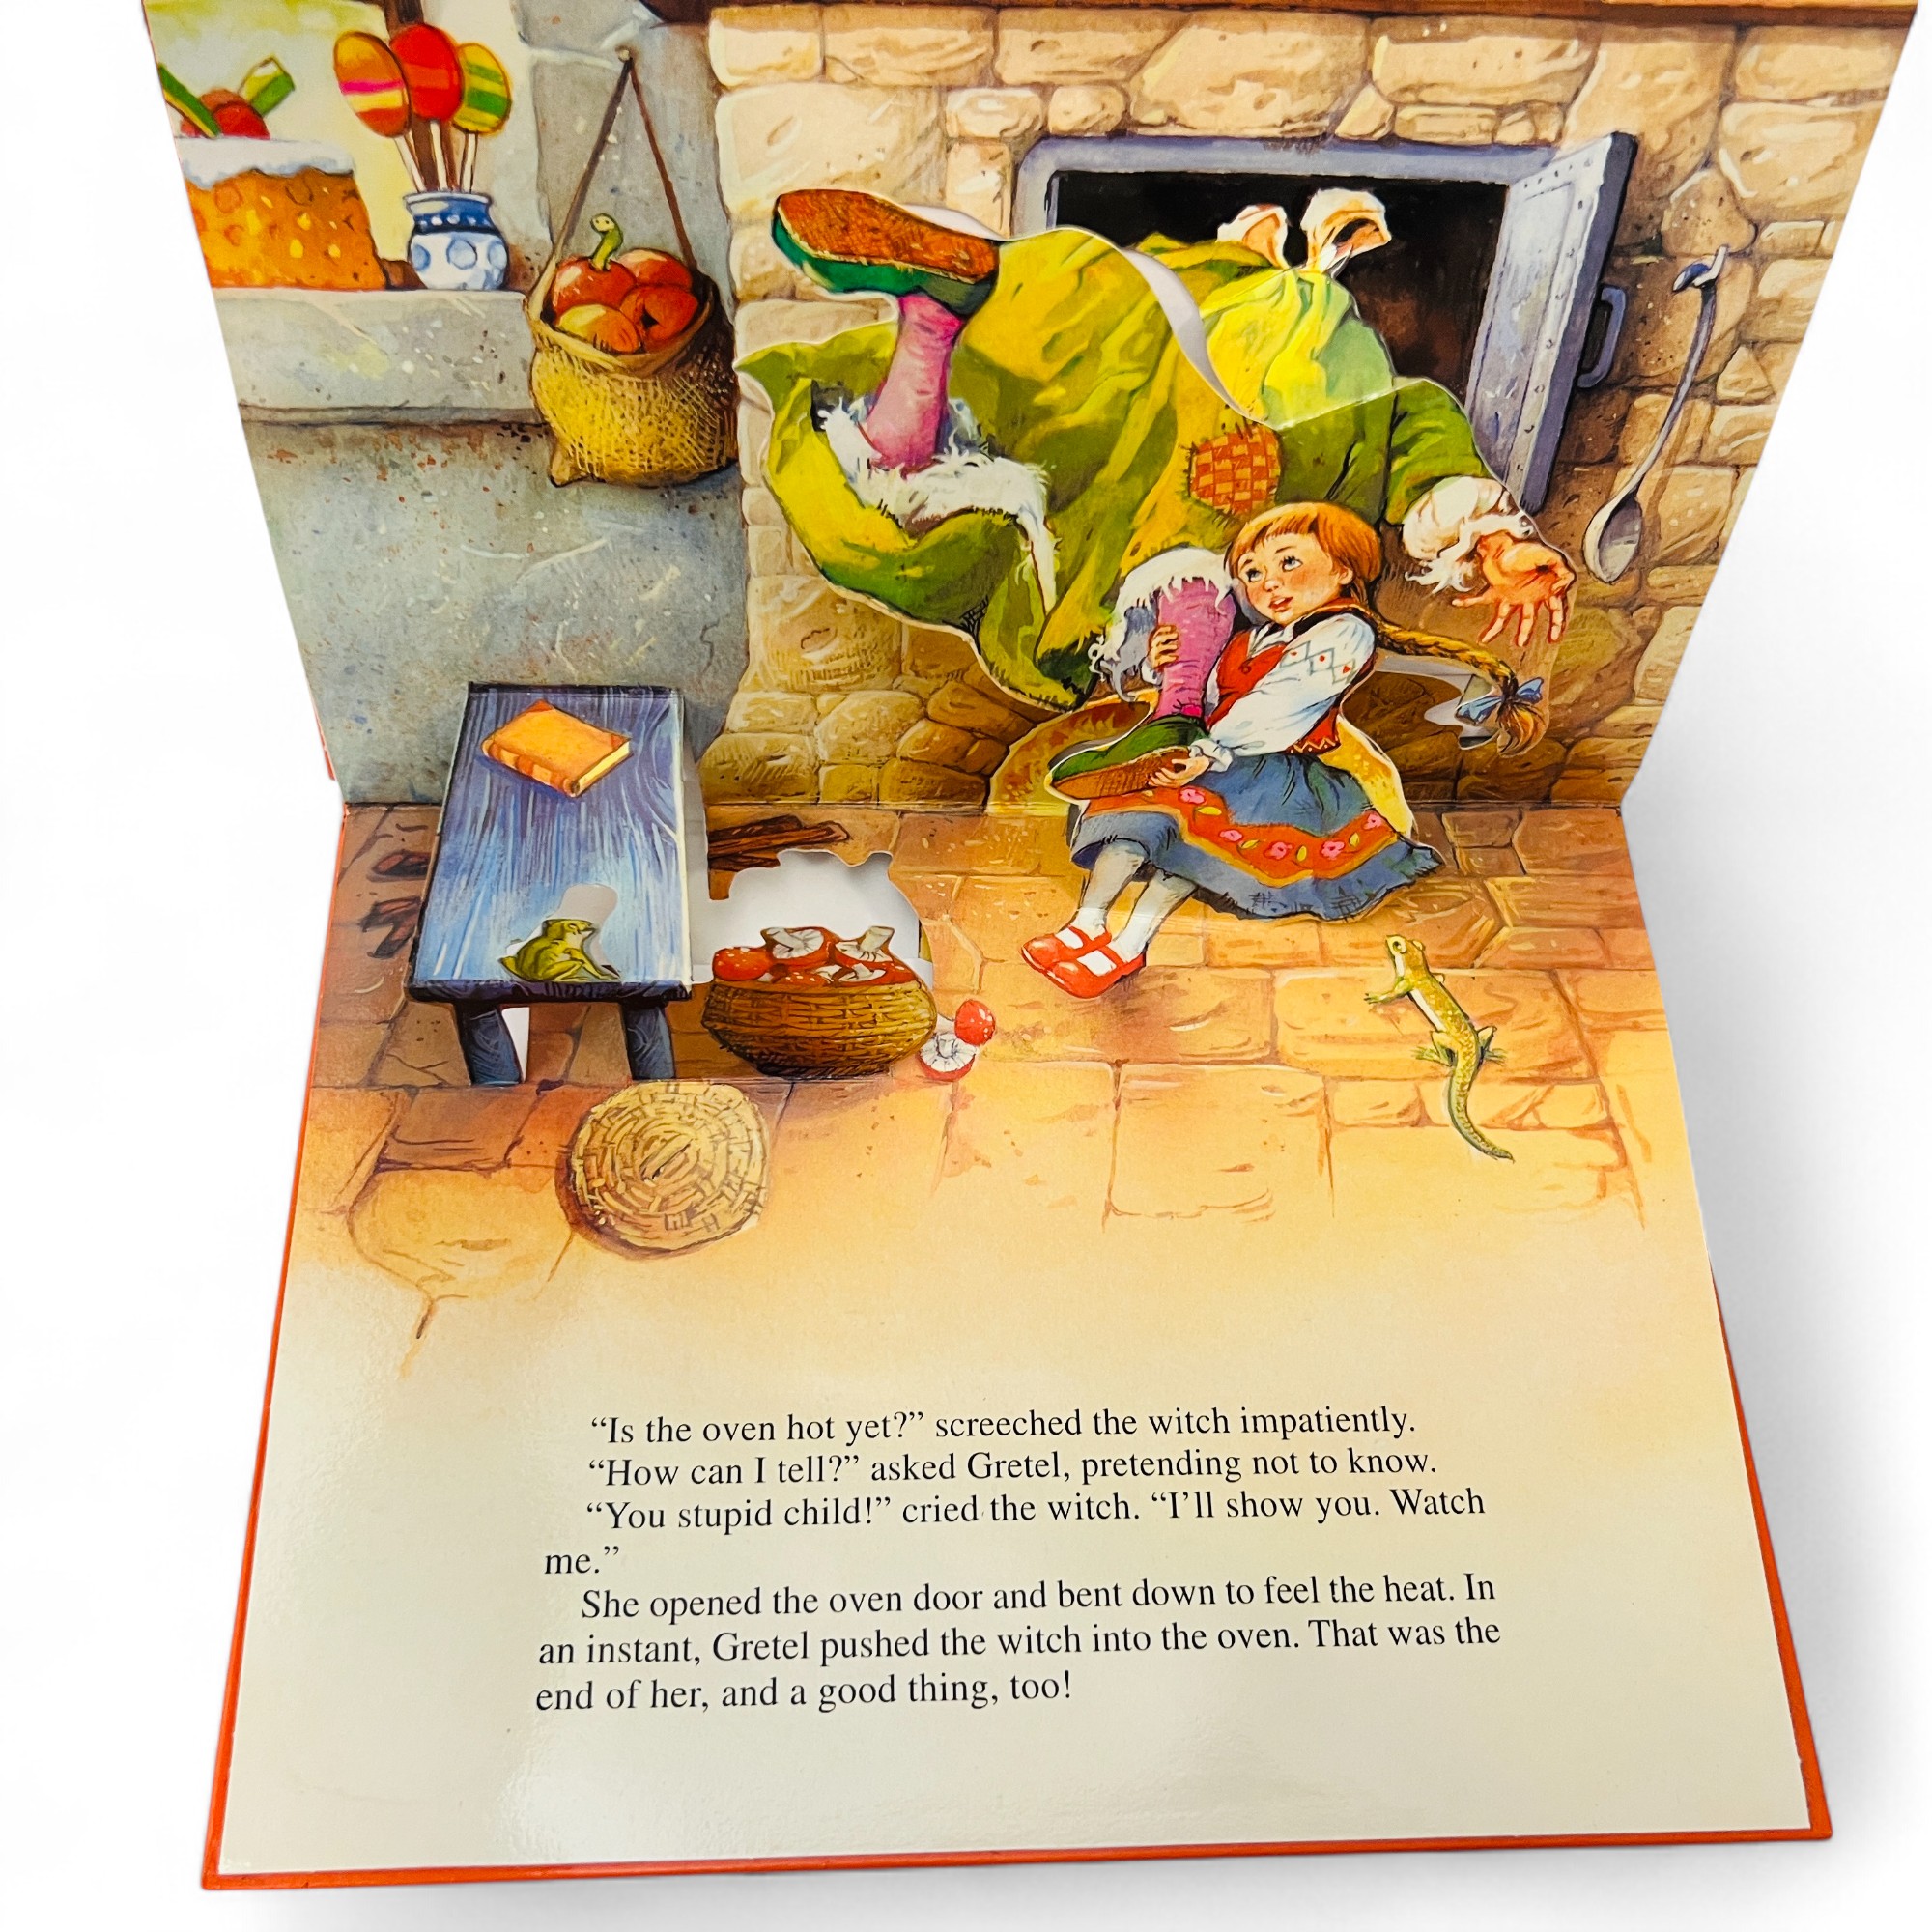 “Is the oven hot yet?” screeched the witch impatiently.
“How can I tell?” asked Gretel, pretending not to know.
“You stupid child!” cried the witch. “I’ll show you. Watch
me.”
She opened the oven door and bent down to feel the heat. In
an instant, Gretel pushed the witch into the oven. That was the
end of her, and a good thing, too!